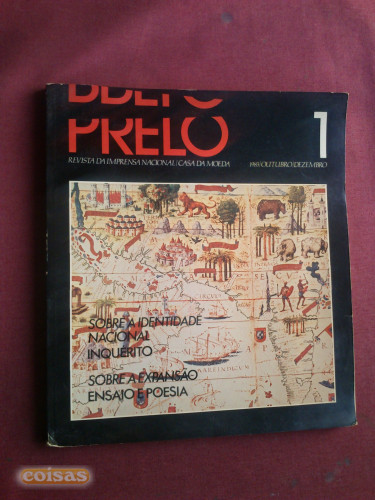 PRELO
PRELO
1
REVISTA DA IMPRENSA NACIONAL/CASA DA MOEDA
1983/OUTUBRO/DEZEMBRO
SOBRE A IDENTIDADE
NACIONAL
INQUÉRITO
SOBRE A EXPANSÃO
ENSAIO E POESIA
coisas